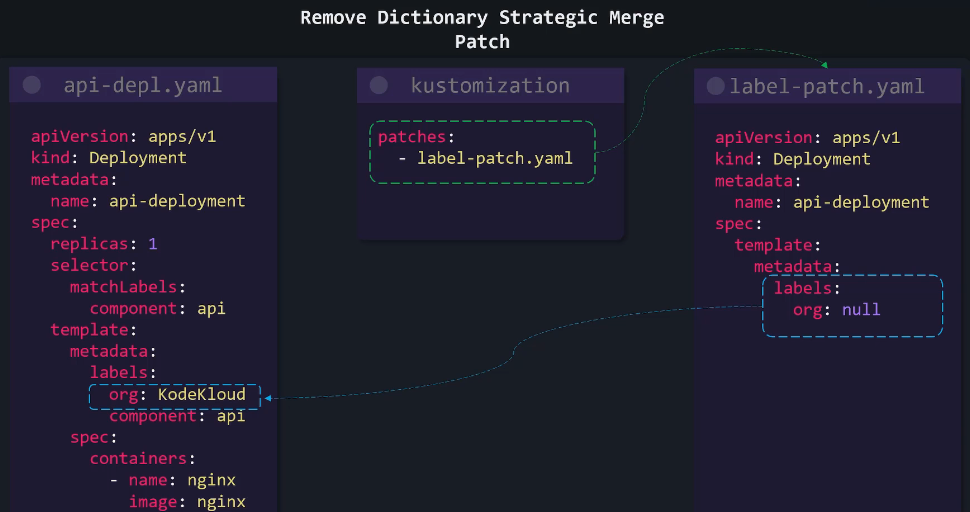 Remove Dictionary Strategic Merge
Patch
api-depl.yaml
apiVersion: apps/v1
kind: Deployment
metadata:
  name: api-deployment
spec:
  replicas: 1
  selector:
    matchLabels:
      component: api
  template:
    metadata:
      labels:
        org: KodeKloud
        component: api
    spec:
      containers:
        - name: nginx
          image: nginx
kustomization
patches:
  - label-patch.yaml
label-patch.yaml
apiVersion: apps/v1
kind: Deployment
metadata:
  name: api-deployment
spec:
  template:
    metadata:
      labels:
        org: null